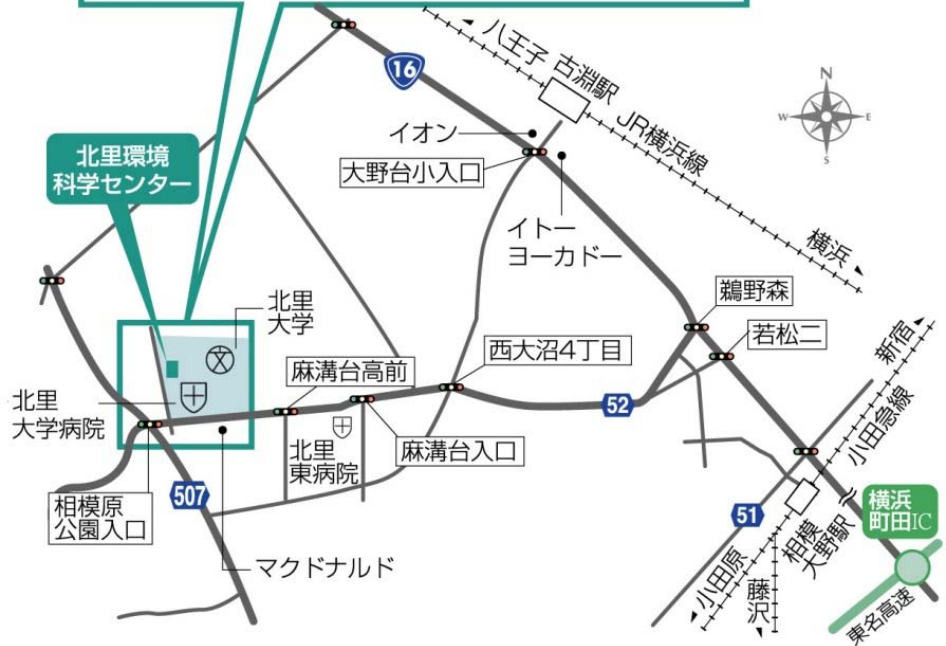 16
八王子
古淵駅
JR横浜線
横浜
N
W
E
S
イオン
大野台小入口
イトー
ヨーカドー
北里環境
科学センター
北里
大学
鵜野森
若松二
西大沼4丁目
麻溝台高前
52
北里
大学病院
文
北里
東病院
麻溝台入口
相模原
公園入口
507
マクドナルド
新宿
小田急線
51
相模
大野駅
小田原
藤沢
横浜
町田IC
東名高速